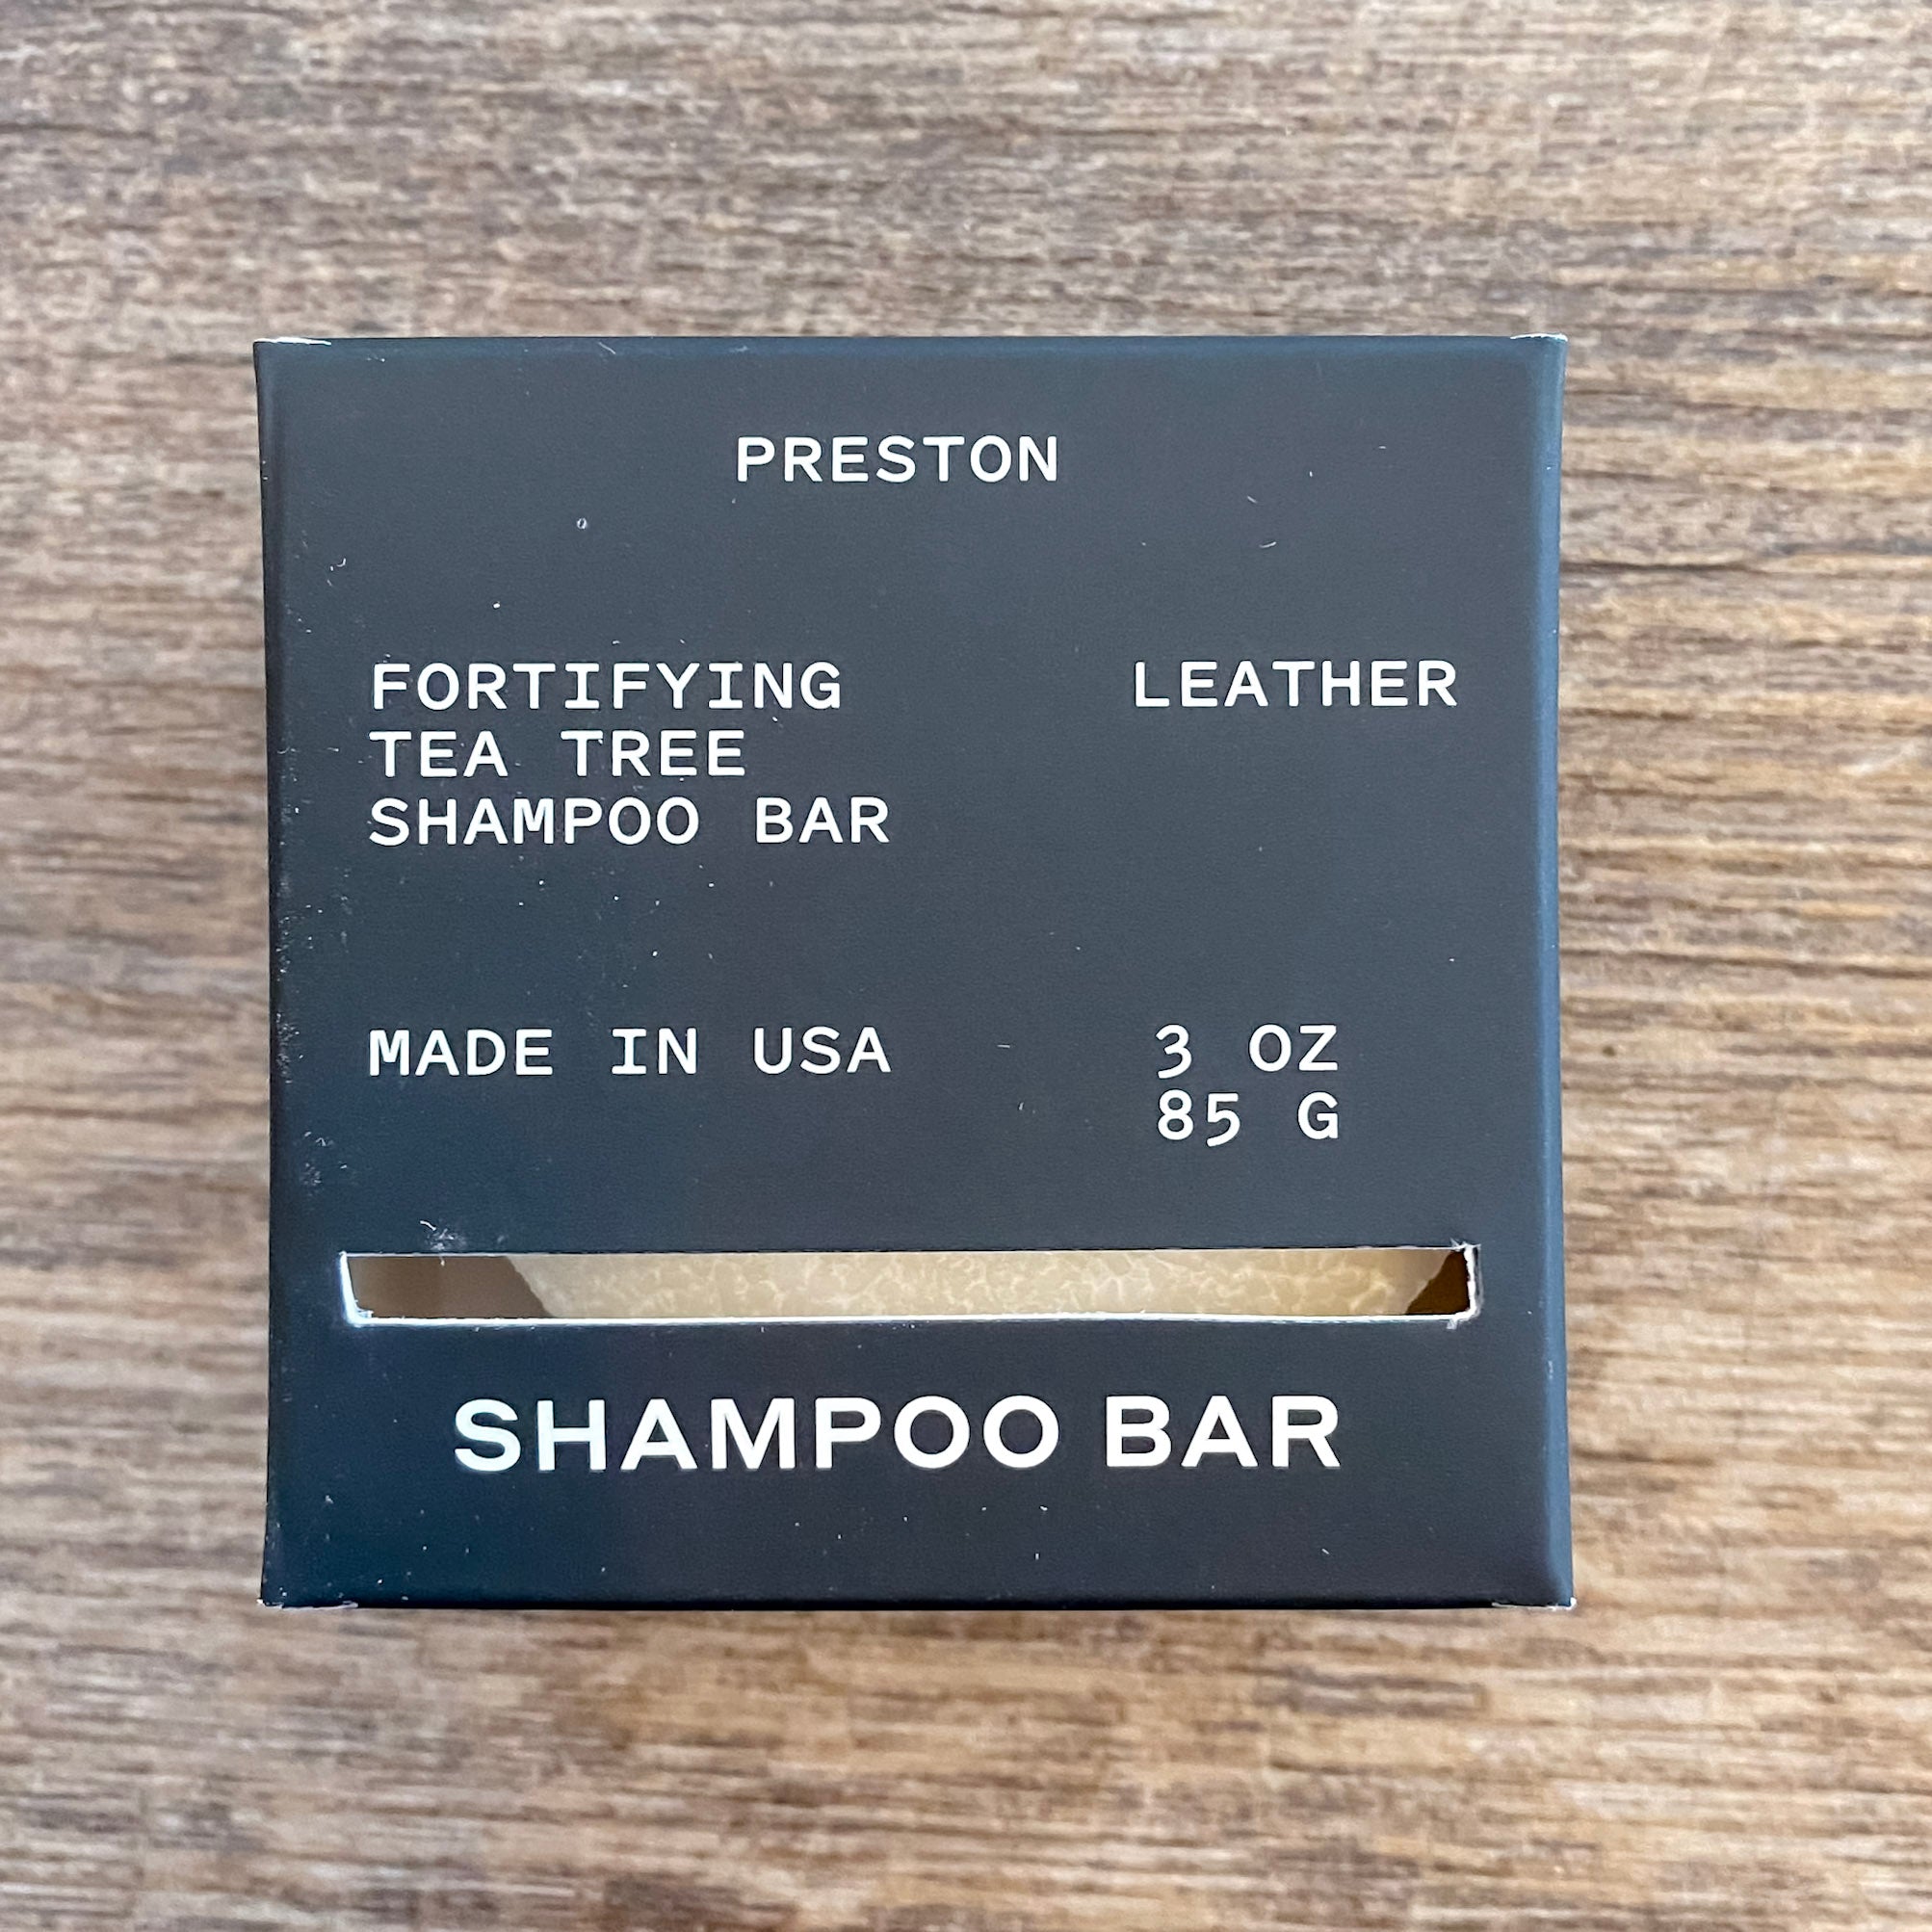 PRESTON
FORTIFYING
TEA TREE
SHAMPOO BAR
LEATHER
MADE IN USA
3 OZ
85 G
SHAMPOO BAR